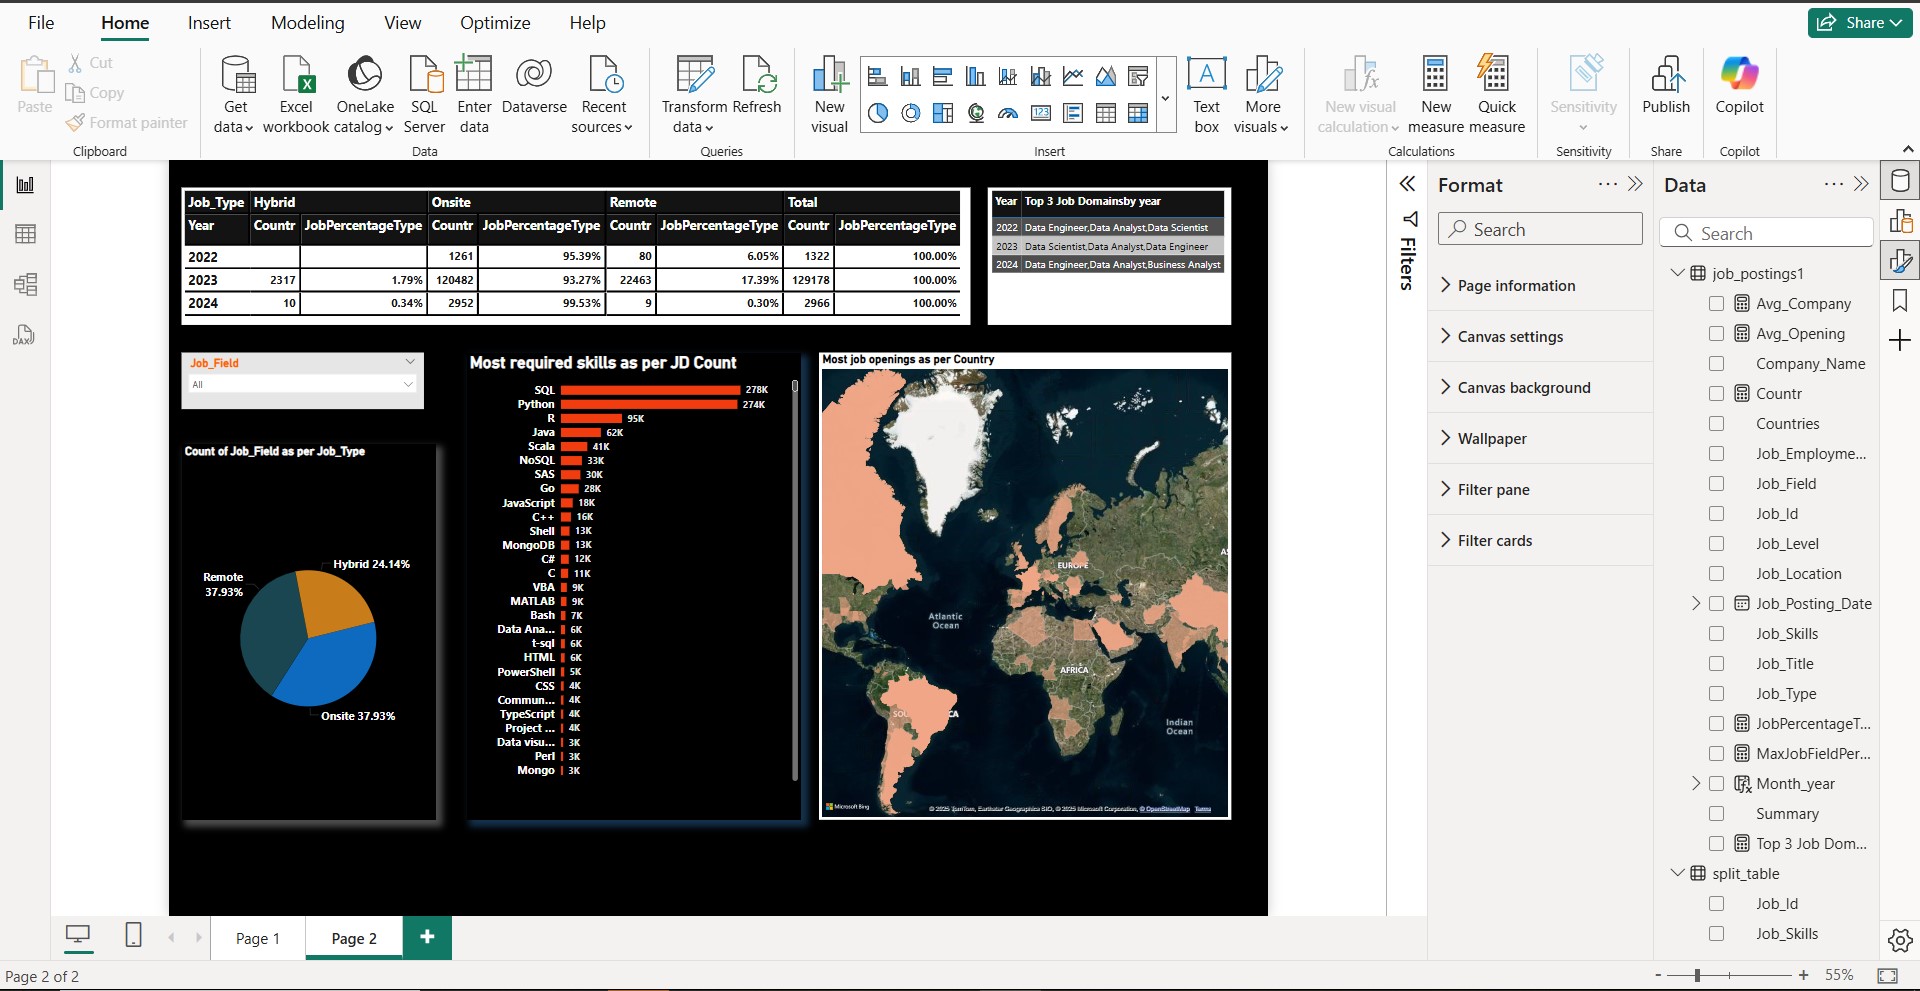 File Home Insert Modeling View Optimize Help Share
Paste Cut
Copy
Format painter
Clipboard
Get data
Excel workbook
OneLake catalog
SQL Server
Enter data
Dataverse
Recent sources
Data
Transform data
Refresh
Queries
New visual
123
A
Text box
More visuals
Insert
New visual calculation
New measure
Quick measure
Calculations
Sensitivity
Sensitivity
Publish
Share
Copilot
Copilot
Job_Type Hybrid Onsite Remote Total
Year Countr JobPercentageType Countr JobPercentageType Countr JobPercentageType Countr JobPercentageType
2022 1261 95.39% 80 6.05% 1322 100.00%
2023 2317 1.79% 120482 93.27% 22463 17.39% 129178 100.00%
2024 10 0.34% 2952 99.53% 9 0.30% 2966 100.00%
Year Top 3 Job Domainsby year
2022 Data Engineer,Data Analyst,Data Scientist
2023 Data Scientist,Data Analyst,Data Engineer
2024 Data Engineer,Data Analyst,Business Analyst
Job_Field
All
Count of Job_Field as per Job_Type
Hybrid 24.14%
Remote
37.93%
Onsite 37.93%
Most required skills as per JD Count
SQL 278K
Python 274K
R 95K
Java 62K
Scala 41K
NoSQL 33K
SAS 30K
Go 28K
JavaScript 18K
C++ 16K
Shell 13K
MongoDB 13K
C# 12K
C 11K
VBA 9K
MATLAB 9K
Bash 7K
Data Ana... 6K
t-sql 6K
HTML 6K
PowerShell 5K
CSS 4K
Commun... 4K
TypeScript 4K
Project ... 4K
Data visu... 3K
Perl 3K
Mongo 3K
Most job openings as per Country
AS
EUROPE
Atlantic
Ocean
AFRICA
SO CA
Indian
Ocean
Microsoft Bing
© 2025 TomTom, Earthstar Geographics SIO, © 2025 Microsoft Corporation, © OpenStreetMap Terms
Filters
Format
Search
Page information
Canvas settings
Canvas background
Wallpaper
Filter pane
Filter cards
Data
Search
job_postings1
Avg_Company
Avg_Opening
Company_Name
Countr
Countries
Job_Employme...
Job_Field
Job_Id
Job_Level
Job_Location
Job_Posting_Date
Job_Skills
Job_Title
Job_Type
JobPercentageT...
MaxJobFieldPer...
Month_year
Summary
Top 3 Job Dom...
split_table
Job_Id
Job_Skills
DAX
Page 1 Page 2 +
Page 2 of 2
- + 55%